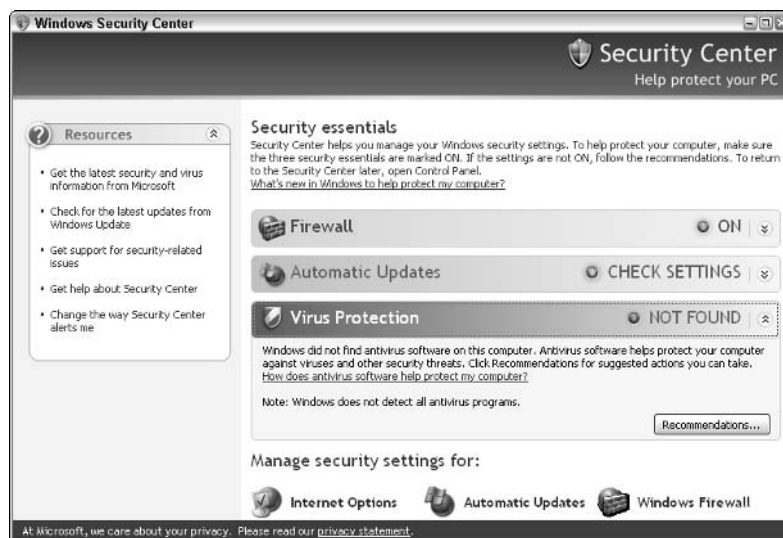 Windows Security Center
Security Center
Help protect your PC
Resources
Get the latest security and virus
information from Microsoft
Check for the latest updates from
Windows Update
Get support for security-related
issues
Get help about Security Center
Change the way Security Center
alerts me
Security essentials
Security Center helps you manage your Windows security settings. To help protect your computer, make sure
the three security essentials are marked ON. If the settings are not ON, follow the recommendations. To return
to the Security Center later, open Control Panel.
What's new in Windows to help protect my computer?
Firewall ON
Automatic Updates CHECK SETTINGS
Virus Protection NOT FOUND
Windows did not find antivirus software on this computer. Antivirus software helps protect your computer
against viruses and other security threats. Click Recommendations for suggested actions you can take.
How does antivirus software help protect my computer?
Note: Windows does not detect all antivirus programs.
Recommendations...
Manage security settings for:
Internet Options Automatic Updates Windows Firewall
At Microsoft, we care about your privacy. Please read our privacy statement.